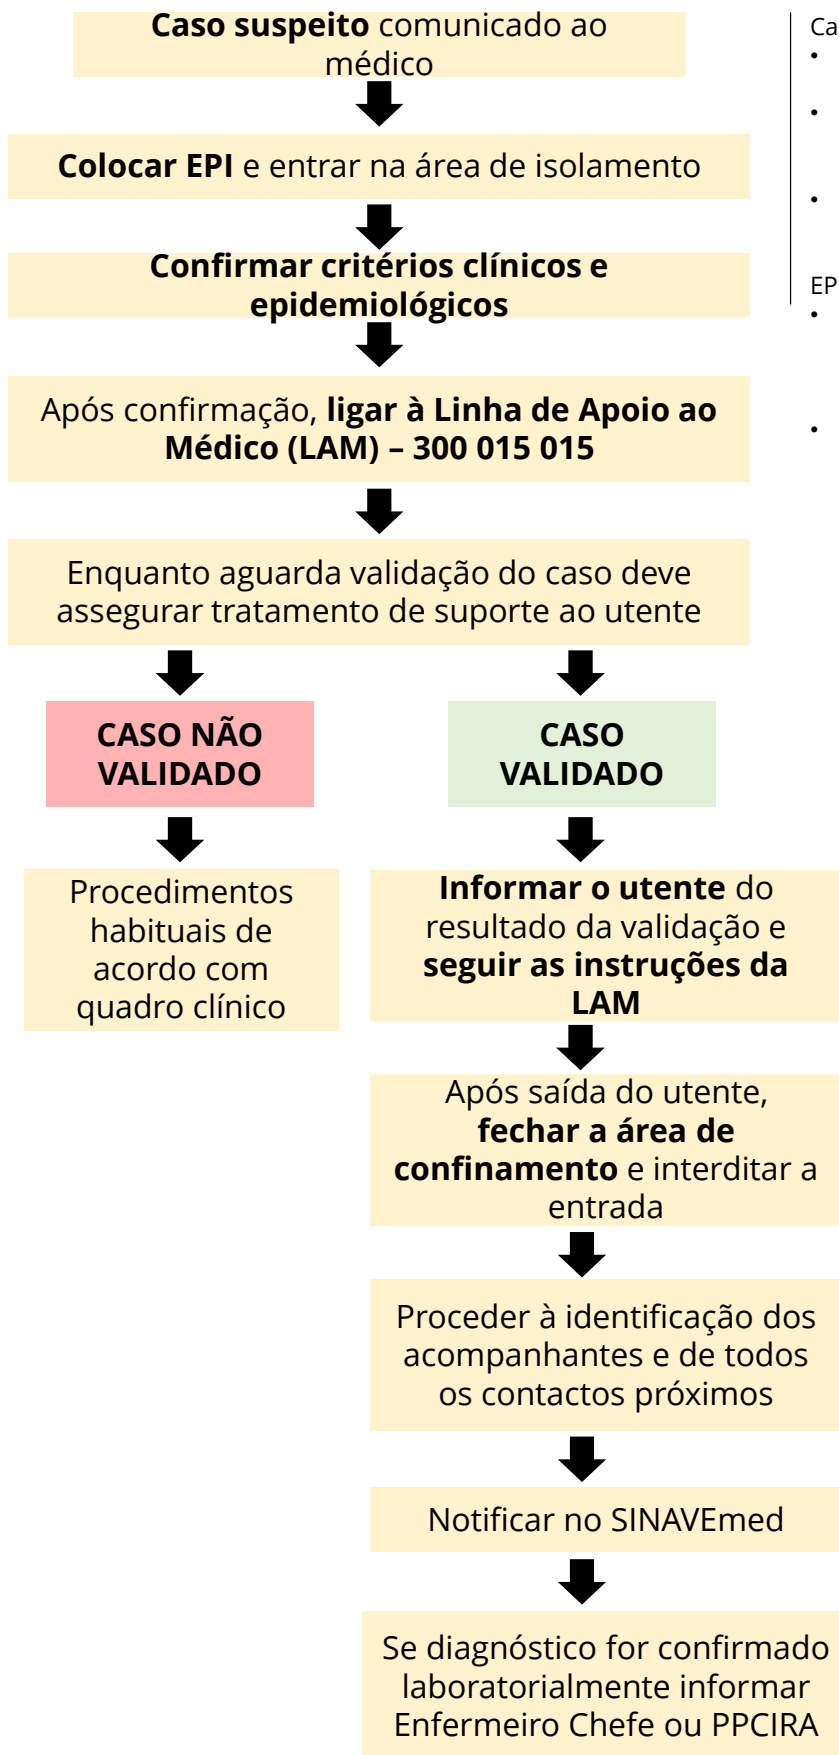 Caso suspeito comunicado ao
médico
Colocar EPI e entrar na área de isolamento
Confirmar critérios clínicos e
epidemiológicos
Após confirmação, ligar à Linha de Apoio ao
Médico (LAM) – 300 015 015
Enquanto aguarda validação do caso deve
assegurar tratamento de suporte ao utente
CASO NÃO
VALIDADO
CASO
VALIDADO
Procedimentos
habituais de
acordo com
quadro clínico
Informar o utente do
resultado da validação e
seguir as instruções da
LAM
Após saída do utente,
fechar a área de
confinamento e interditar a
entrada
Proceder à identificação dos
acompanhantes e de todos
os contactos próximos
Notificar no SINAVEmed
Se diagnóstico for confirmado
laboratorialmente informar
Enfermeiro Chefe ou PPCIRA